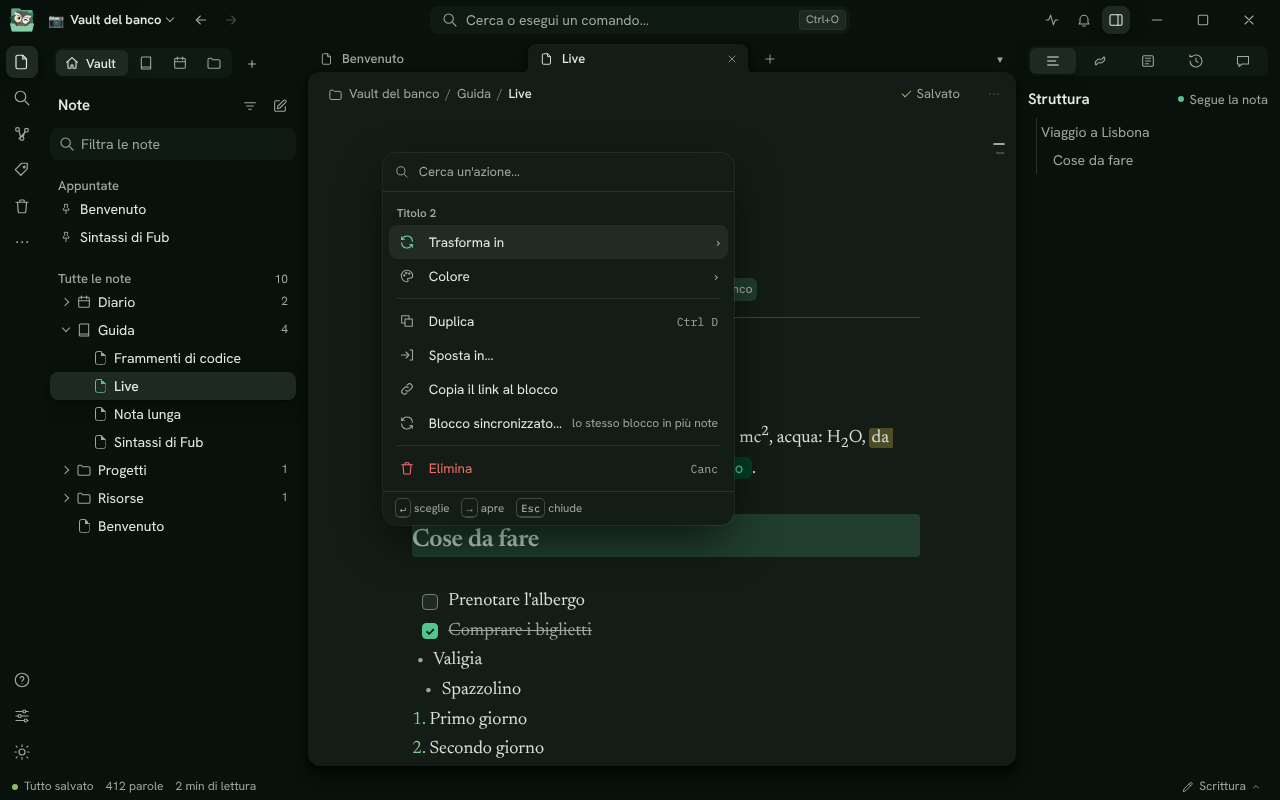 Vault del banco
Cerca o esegui un comando...
Ctrl+O
Vault
Benvenuto
Live
Note
Filtra le note
Appuntate
Benvenuto
Sintassi di Fub
Tutte le note 10
Diario 2
Guida 4
Frammenti di codice
Live
Nota lunga
Sintassi di Fub
Progetti 1
Risorse 1
Benvenuto
Vault del banco / Guida / Live
Salvato
Cerca un'azione...
Titolo 2
Trasforma in
Colore
Duplica Ctrl D
Sposta in...
Copia il link al blocco
Blocco sincronizzato... lo stesso blocco in più note
Elimina Canc
↵ sceglie → apre Esc chiude
nco
mc², acqua: H₂O, da
o .
Cose da fare
Prenotare l'albergo
Comprare i biglietti
• Valigia
• Spazzolino
1. Primo giorno
2. Secondo giorno
Struttura
Segue la nota
Viaggio a Lisbona
Cose da fare
Tutto salvato 412 parole 2 min di lettura
Scrittura